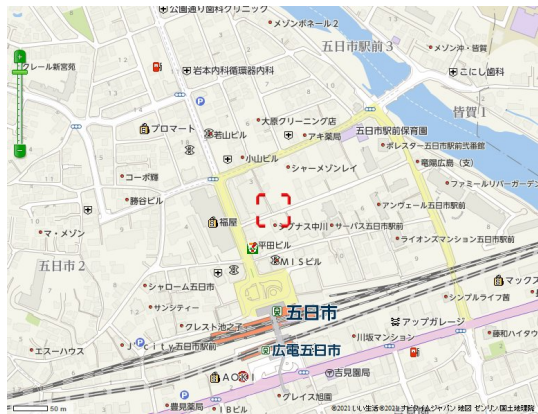 公園通り歯科クリニック
メゾンボネール2
五日市駅前3
クレール新宮苑
メゾン沖・皆賀
岩本内科循環器内科
こにし歯科
皆賀1
大原クリーニング店
若山ビル
アキ薬局
五日市駅前保育園
プロマート
ポレスター五日市駅前弐番館
小山ビル
シャーメゾンレイ
竜陽広島(支)
コーポ輝
ファミールリバーガーデン
勝谷ビル
アンヴェール五日市駅前
福屋
シグナス中川
サーパス五日市駅前
マ・メゾン
平田ビル
ライオンズマンション五日市駅前
MISビル
五日市2
シャローム五日市
マックス
シンプルライフ茜
サンシティー
五日市
アップガレージ
クレスト池之子
川坂マンション
藤和ハイタウ
エスーハウス
J city五日市駅前
広電五日市
AOKI
吉見園局
グレイス旭園
豊見薬局
IBビル
50 m
©2021 いい生活 ©2021 ナビタイムジャパン 地図 ゼンリン 国土地理院